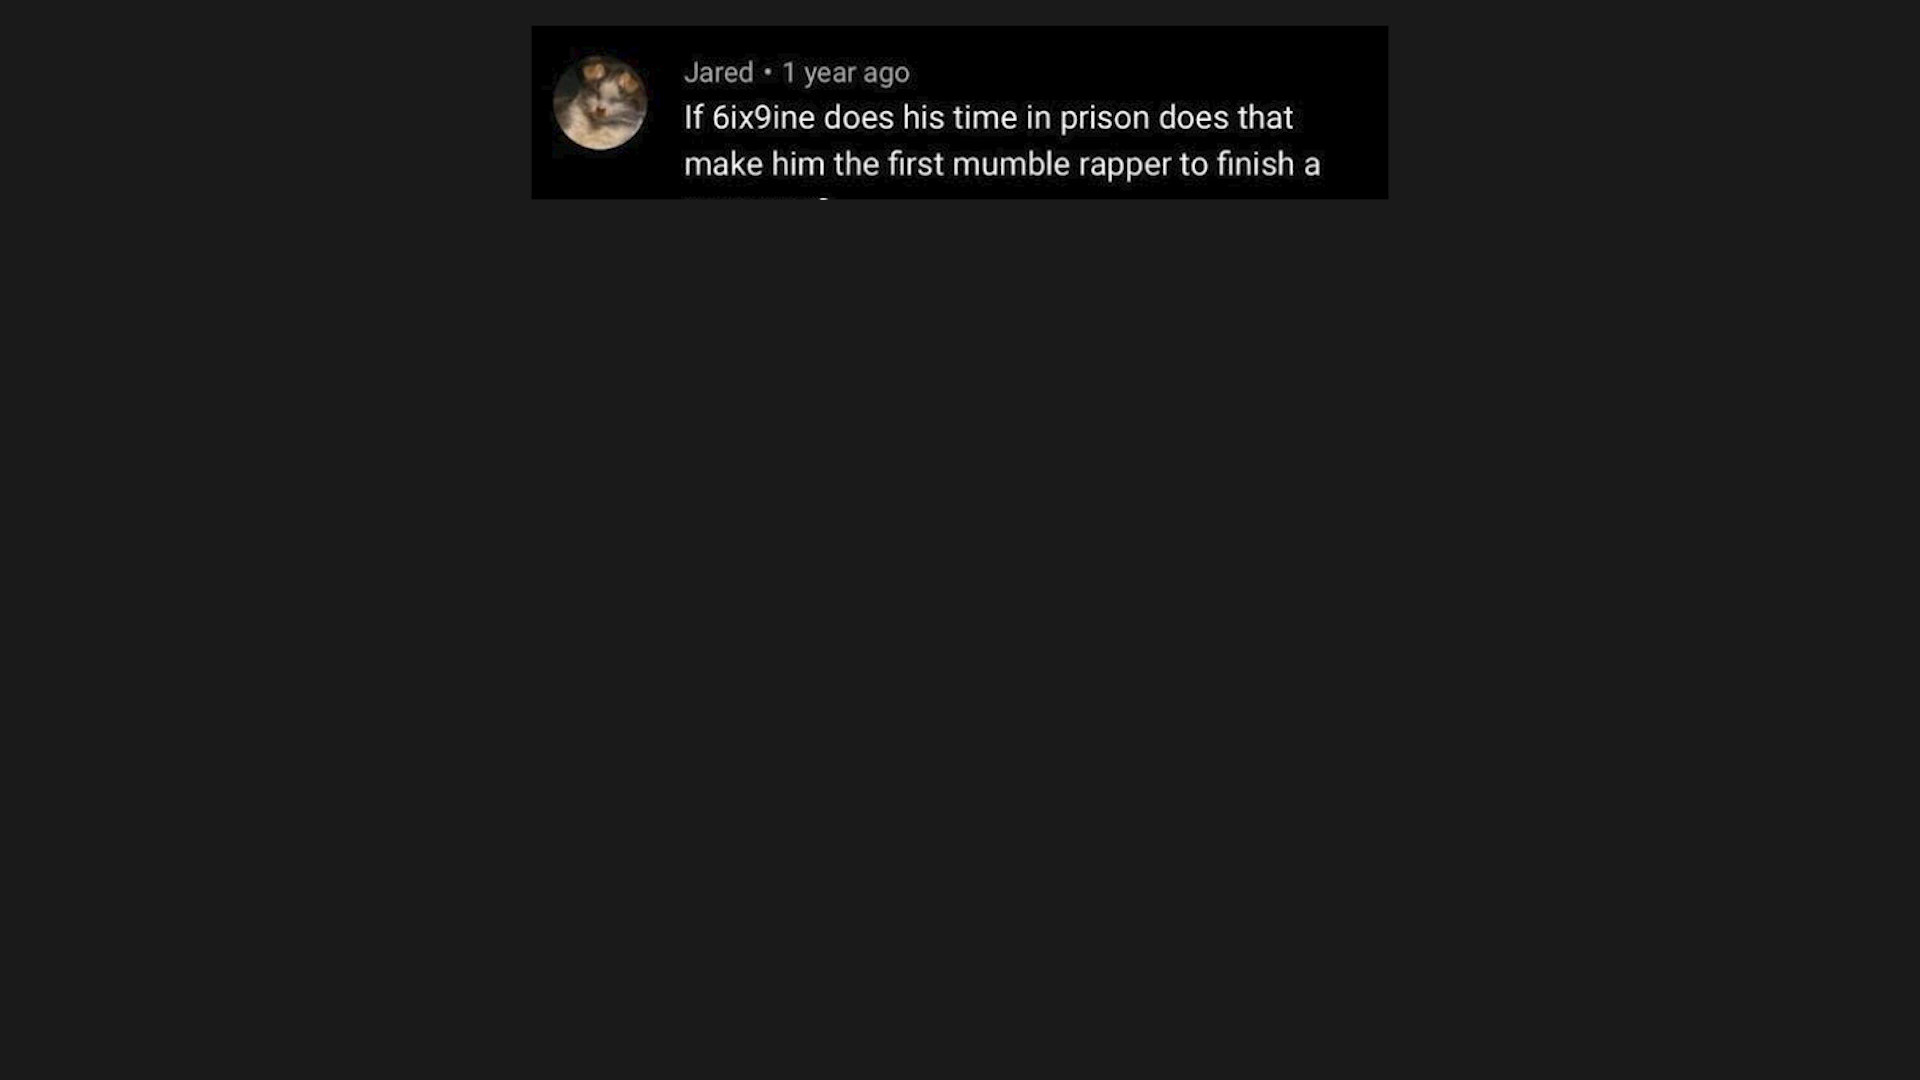 Jared • 1 year ago
If 6ix9ine does his time in prison does that
make him the first mumble rapper to finish a